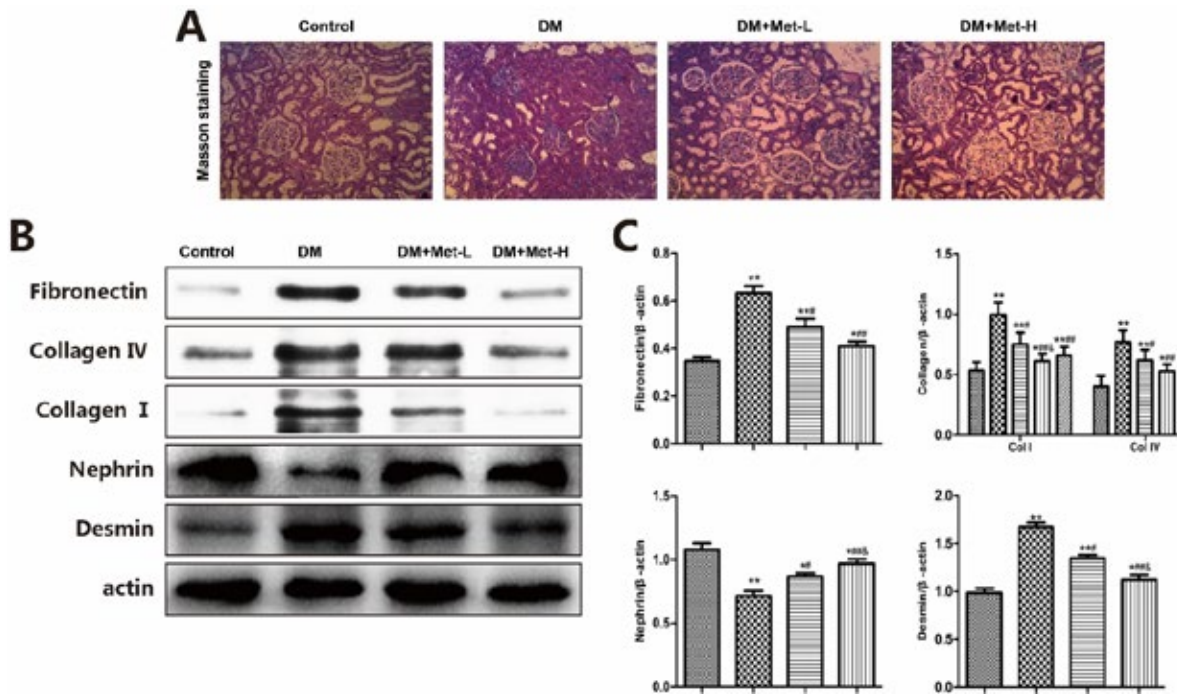 A
Control DM DM+Met-L DM+Met-H
Masson staining
B
Control DM DM+Met-L DM+Met-H
Fibronectin
Collagen IV
Collagen I
Nephrin
Desmin
actin
C
Fibronectin/β -actin
0.8
0.6
0.4
0.2
0.0
**
**#
*##
Collagen/β -actin
1.5
1.0
0.5
0.0
**
**#
*##&
**##
**
**#
*##
Col I Col IV
Nephrin/β -actin
1.5
1.0
0.5
0.0
**
*#
*##&
Desmin/β -actin
2.0
1.5
1.0
0.5
0.0
**
**#
*##&